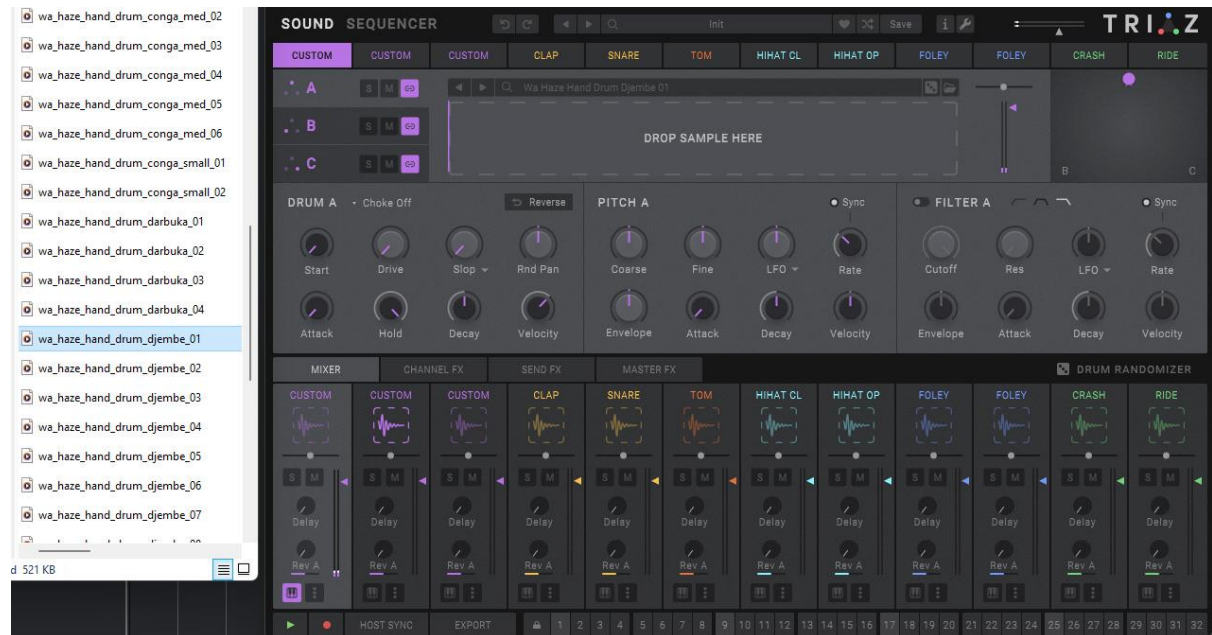 wa_haze_hand_drum_conga_med_02
wa_haze_hand_drum_conga_med_03
wa_haze_hand_drum_conga_med_04
wa_haze_hand_drum_conga_med_05
wa_haze_hand_drum_conga_med_06
wa_haze_hand_drum_conga_small_01
wa_haze_hand_drum_conga_small_02
wa_haze_hand_drum_darbuka_01
wa_haze_hand_drum_darbuka_02
wa_haze_hand_drum_darbuka_03
wa_haze_hand_drum_darbuka_04
wa_haze_hand_drum_djembe_01
wa_haze_hand_drum_djembe_02
wa_haze_hand_drum_djembe_03
wa_haze_hand_drum_djembe_04
wa_haze_hand_drum_djembe_05
wa_haze_hand_drum_djembe_06
wa_haze_hand_drum_djembe_07
d 521 KB
SOUND SEQUENCER Init Save i TRIAZ
CUSTOM CUSTOM CUSTOM CLAP SNARE TOM HIHAT CL HIHAT OP FOLEY FOLEY CRASH RIDE
A S M Wa Haze Hand Drum Djembe 01
B S M DROP SAMPLE HERE
C S M B C
DRUM A Choke Off Reverse PITCH A Sync FILTER A Sync
Start Drive Slop Rnd Pan Coarse Fine LFO Rate Cutoff Res LFO Rate
Attack Hold Decay Velocity Envelope Attack Decay Velocity Envelope Attack Decay Velocity
MIXER CHANNEL FX SEND FX MASTER FX DRUM RANDOMIZER
CUSTOM CUSTOM CUSTOM CLAP SNARE TOM HIHAT CL HIHAT OP FOLEY FOLEY CRASH RIDE
S M S M S M S M S M S M S M S M S M S M S M S M
Delay Delay Delay Delay Delay Delay Delay Delay Delay Delay Delay Delay
Rev A Rev A Rev A Rev A Rev A Rev A Rev A Rev A Rev A Rev A Rev A Rev A
HOST SYNC EXPORT 1 2 3 4 5 6 7 8 9 10 11 12 13 14 15 16 17 18 19 20 21 22 23 24 25 26 27 28 29 30 31 32